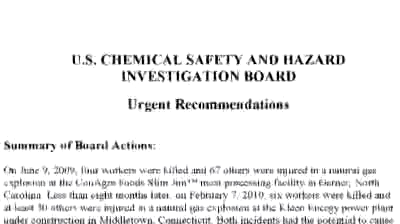 U.S. CHEMICAL SAFETY AND HAZARD
INVESTIGATION BOARD
Urgent Recommendations
Summary of Board Actions:
On June 9, 2009, four workers were killed and 67 others were injured in a natural gas
explosion at the ConAgra Foods Slim Jim™ meat processing facility in Garner, North
Carolina. Less than eight months later, on February 7, 2010, six workers were killed and
at least 50 others were injured in a natural gas explosion at the Kleen Energy power plant
under construction in Middletown, Connecticut. Both incidents had the potential to cause